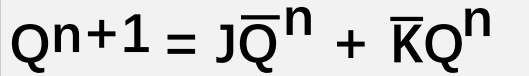 Qⁿ⁺¹ = JQ̅ⁿ + K̅Qⁿ